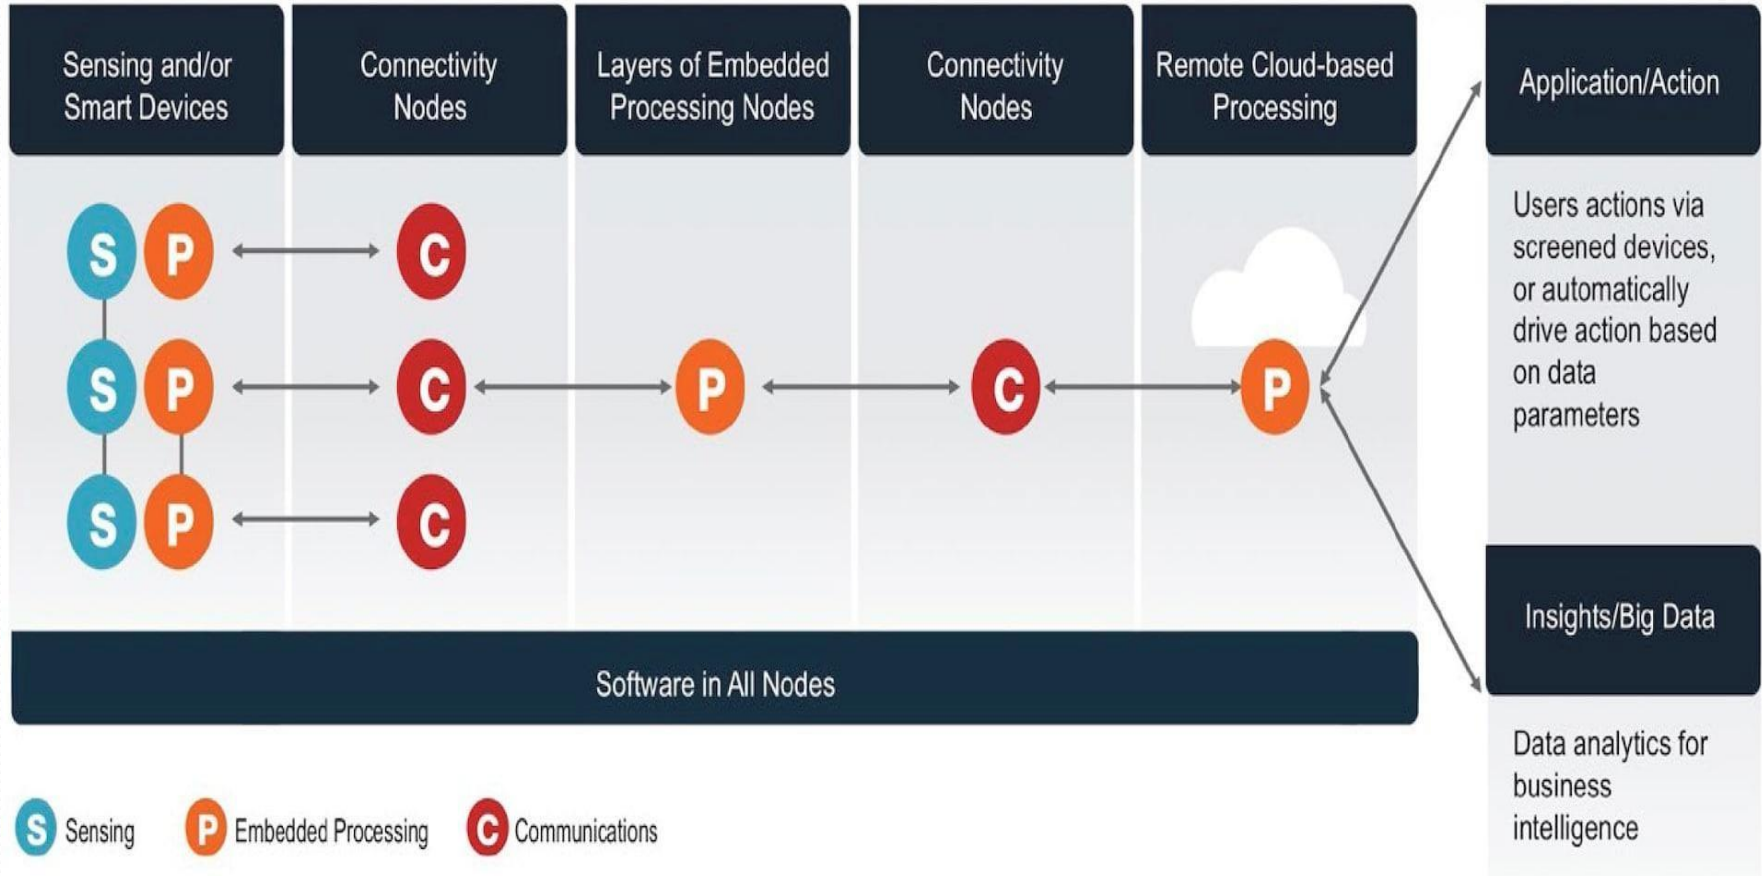 Sensing and/or
Smart Devices
Connectivity
Nodes
Layers of Embedded
Processing Nodes
Connectivity
Nodes
Remote Cloud-based
Processing
Application/Action
S P C
S P C P C P
S P C
Users actions via
screened devices,
or automatically
drive action based
on data
parameters
Insights/Big Data
Data analytics for
business
intelligence
Software in All Nodes
S Sensing
P Embedded Processing
C Communications